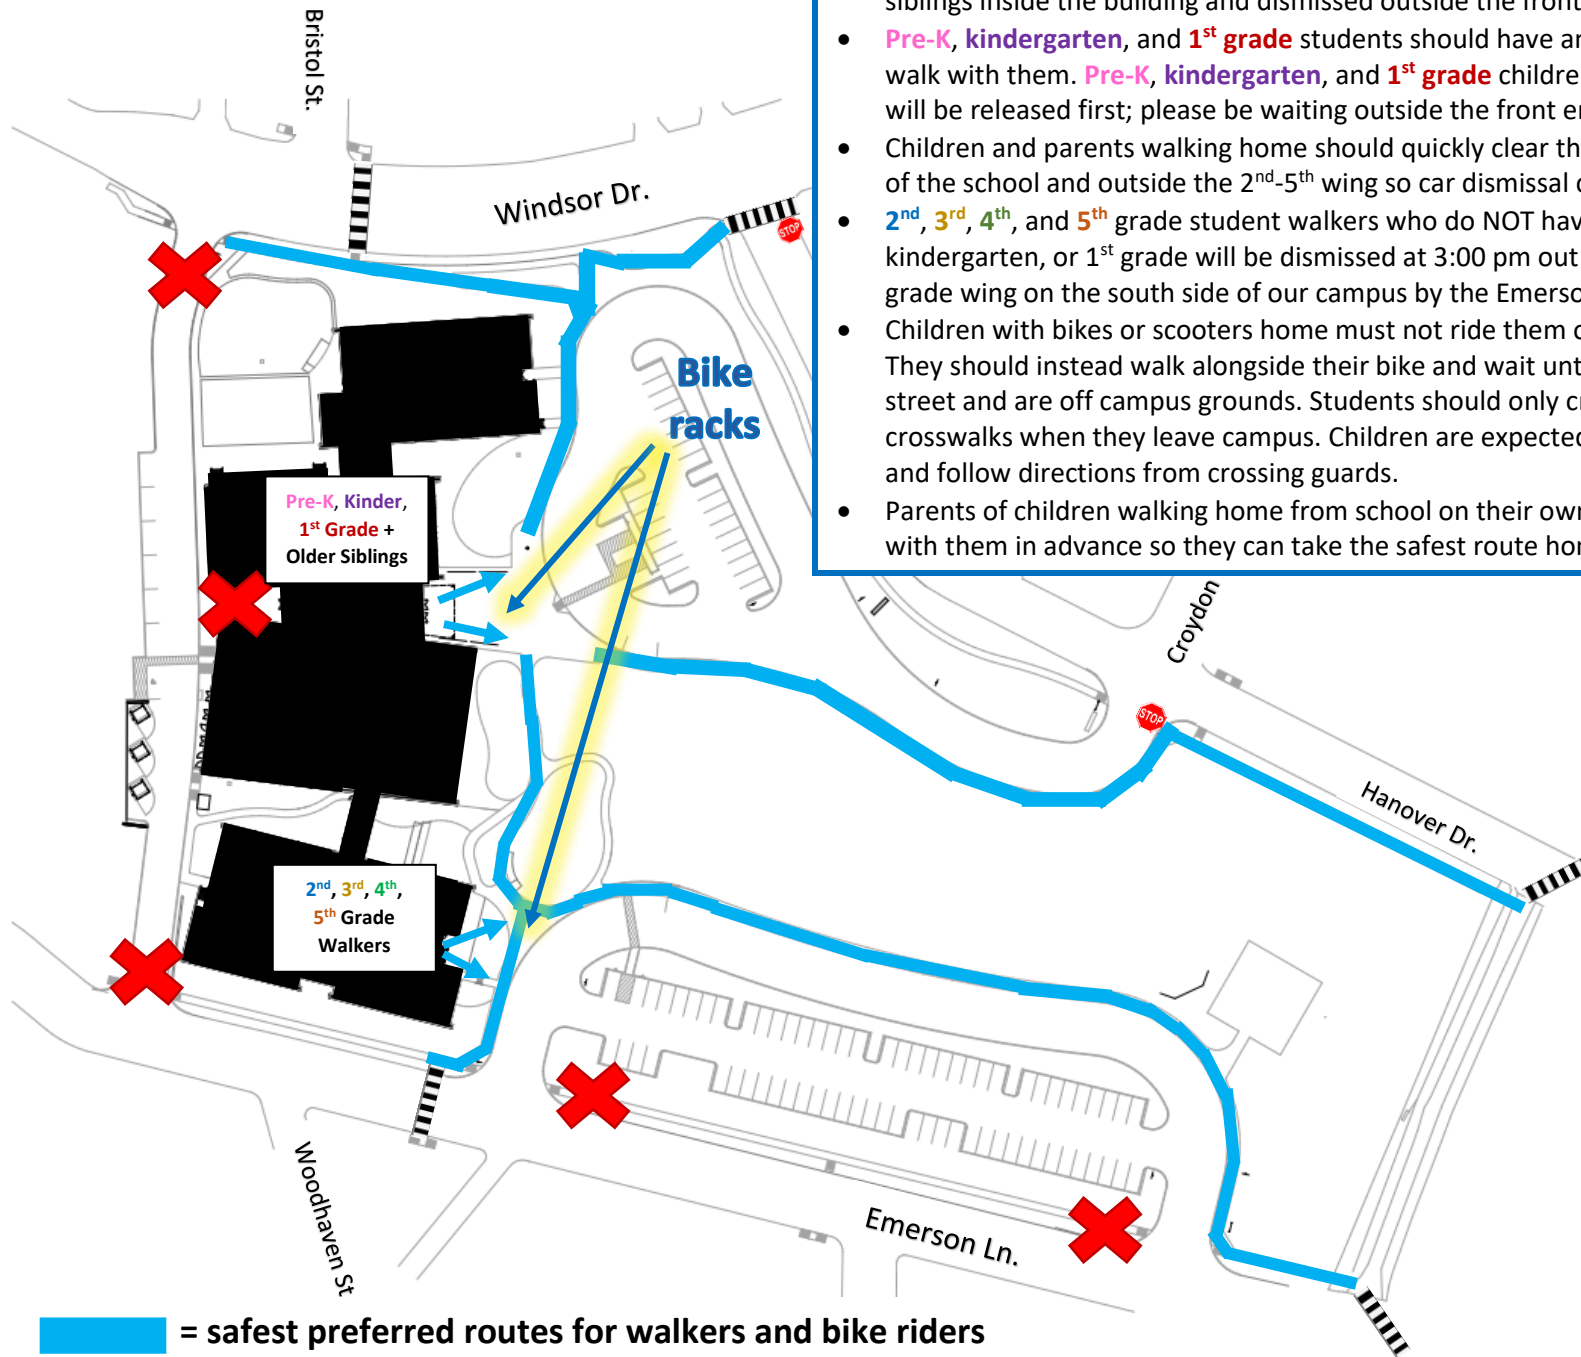 siblings inside the building and dismissed outside the front
• Pre-K, kindergarten, and 1st grade students should have an
walk with them. Pre-K, kindergarten, and 1st grade childre
will be released first; please be waiting outside the front en
• Children and parents walking home should quickly clear th
of the school and outside the 2nd-5th wing so car dismissal c
• 2nd, 3rd, 4th, and 5th grade student walkers who do NOT hav
kindergarten, or 1st grade will be dismissed at 3:00 pm out
grade wing on the south side of our campus by the Emerso
• Children with bikes or scooters home must not ride them o
They should instead walk alongside their bike and wait unt
street and are off campus grounds. Students should only cr
crosswalks when they leave campus. Children are expected
and follow directions from crossing guards.
• Parents of children walking home from school on their own
with them in advance so they can take the safest route hor
Bristol St.
Windsor Dr.
STOP
Bike
racks
Pre-K, Kinder,
1st Grade +
Older Siblings
Croydon
STOP
Hanover Dr.
2nd, 3rd, 4th,
5th Grade
Walkers
Woodhaven St
Emerson Ln.
= safest preferred routes for walkers and bike riders